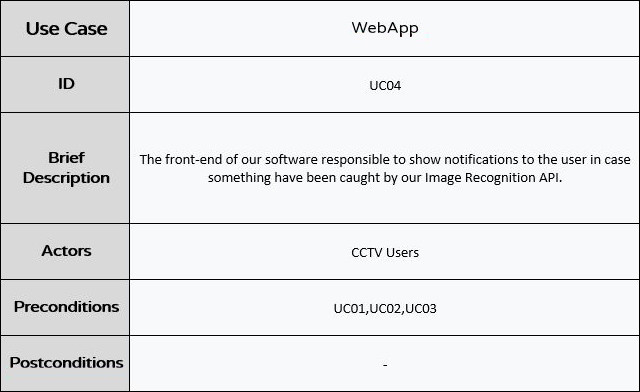 Use Case
WebApp
ID
UC04
Brief
Description
The front-end of our software responsible to show notifications to the user in case
something have been caught by our Image Recognition API.
Actors
CCTV Users
Preconditions
UC01,UC02,UC03
Postconditions
-